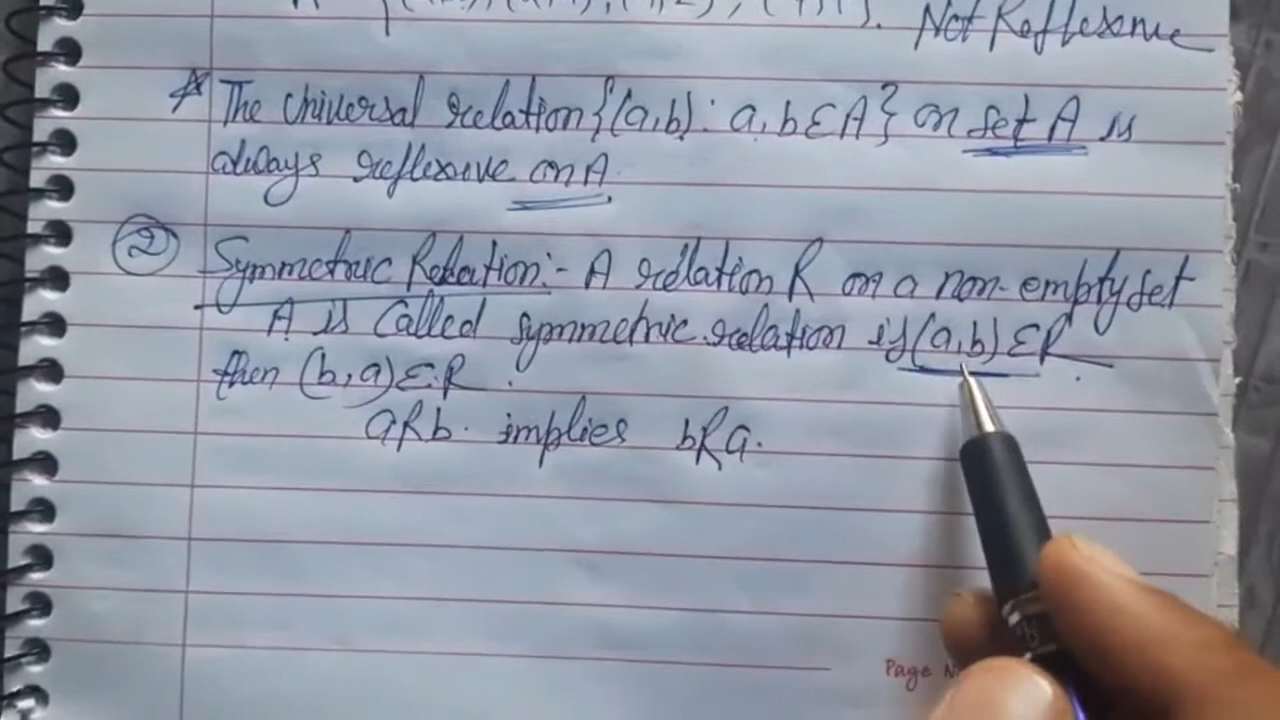 Not Reflexive
* The Universal relation {(a,b) : a,b ∈ A} on set A is
always reflexive on A.
② Symmetric Relation:- A relation R on a non-empty set
A is Called symmetric relation if (a,b) ∈ R
then (b,a) ∈ R.
aRb. implies bRa.
Page